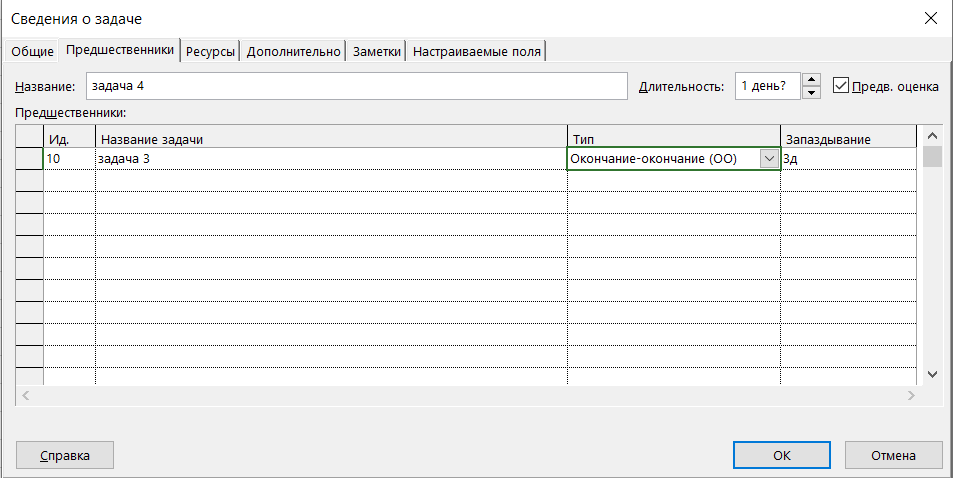 Сведения о задаче
Общие Предшественники Ресурсы Дополнительно Заметки Настраиваемые поля
Название: задача 4 Длительность: 1 день? Предв. оценка
Предшественники:
Ид. Название задачи Тип Запаздывание
10 задача 3 Окончание-окончание (ОО) 3д
Справка ОК Отмена